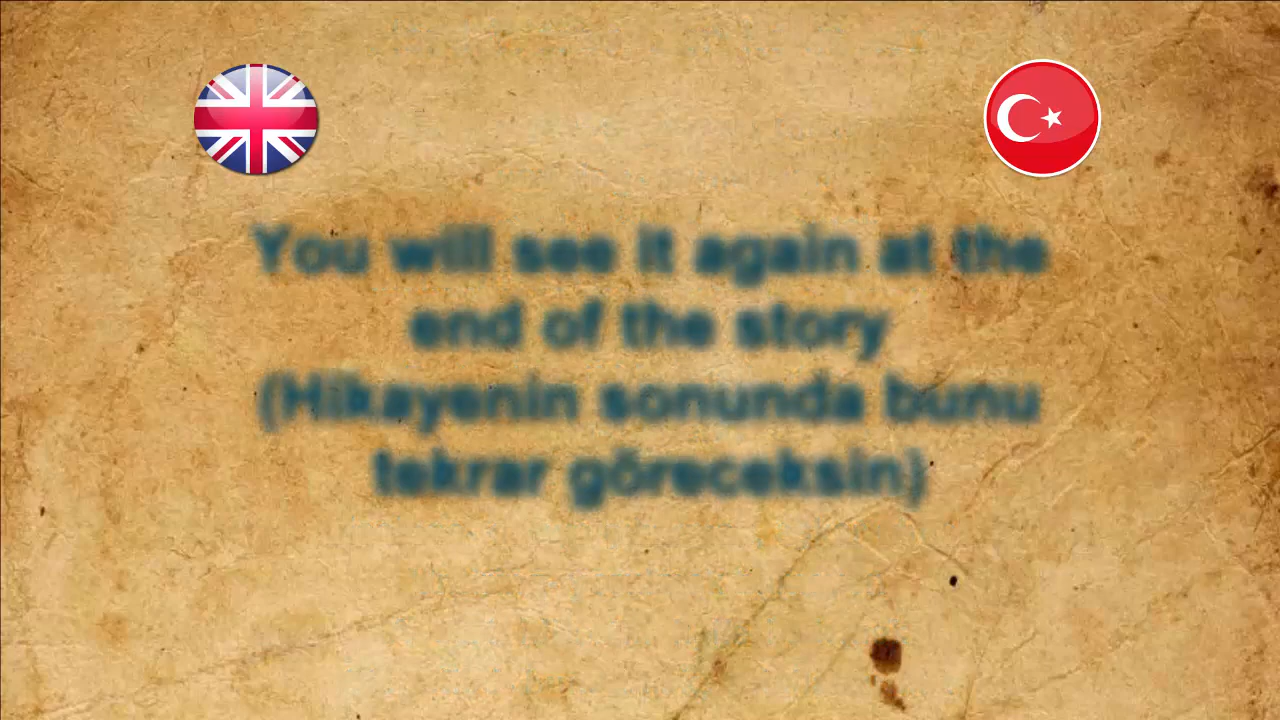 You will see it again at the
end of the story
(Hikayenin sonunda bunu
tekrar göreceksin)